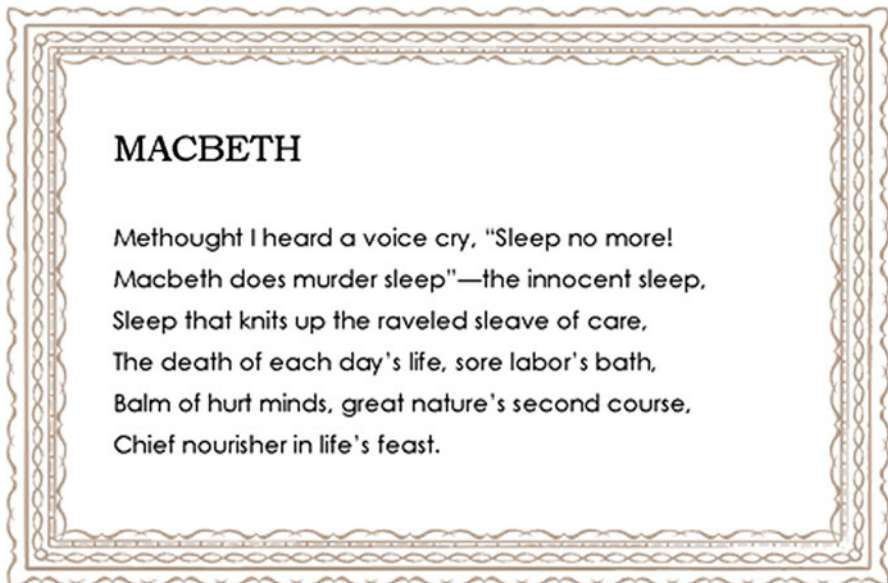 MACBETH
Methought I heard a voice cry, “Sleep no more!
Macbeth does murder sleep”—the innocent sleep,
Sleep that knits up the raveled sleave of care,
The death of each day’s life, sore labor’s bath,
Balm of hurt minds, great nature’s second course,
Chief nourisher in life’s feast.